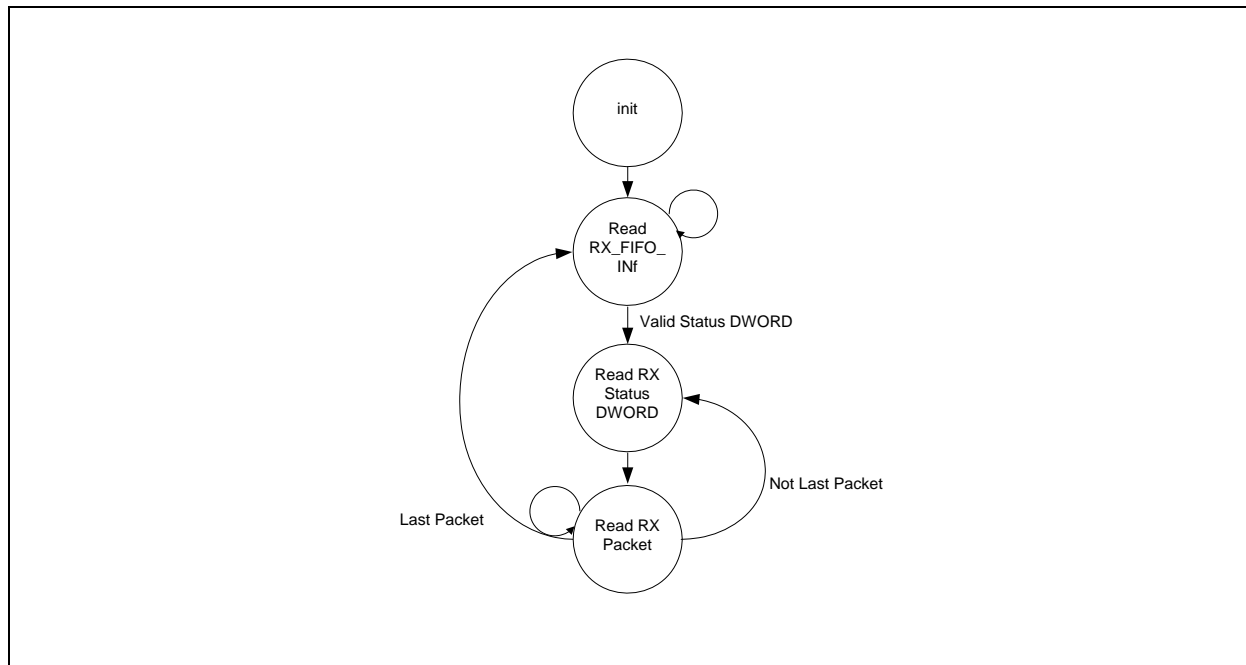 init
Read
RX_FIFO_
INf
Valid Status DWORD
Read RX
Status
DWORD
Not Last Packet
Last Packet
Read RX
Packet